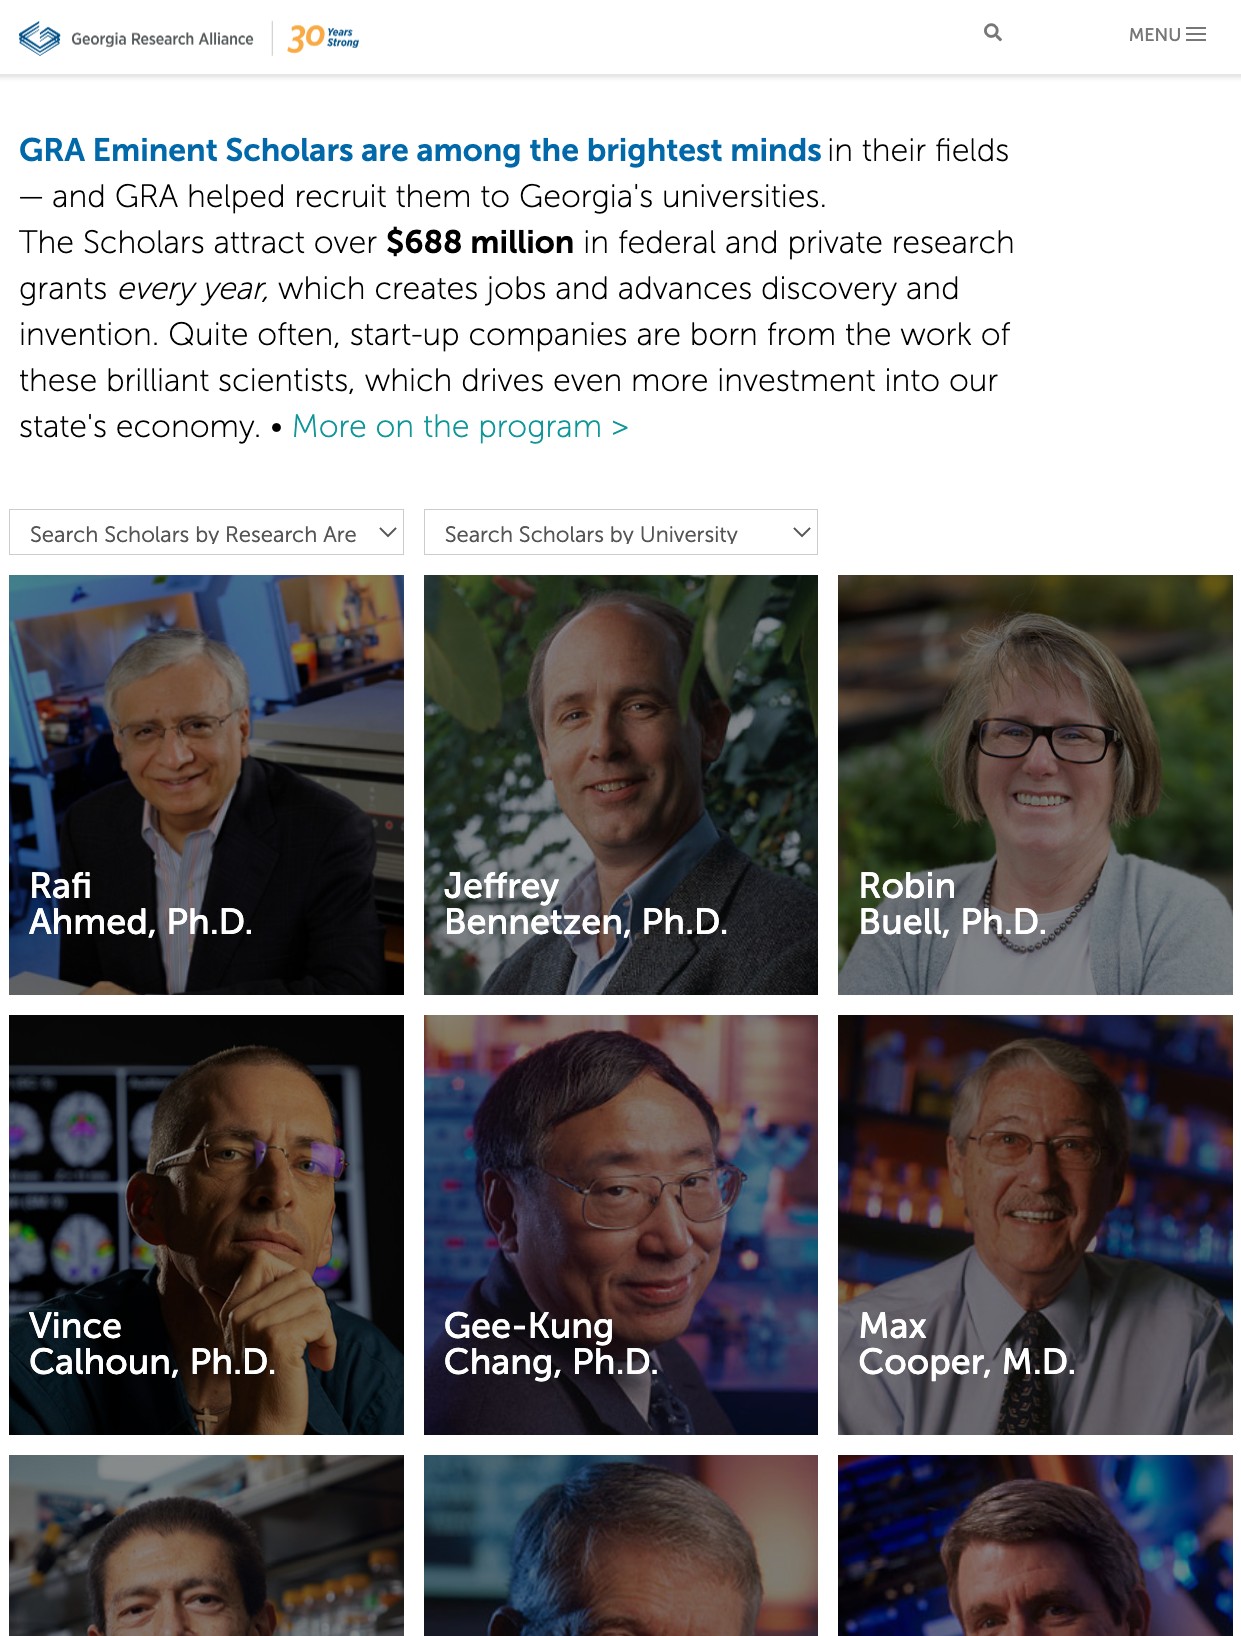 Georgia Research Alliance
30 Years Strong
MENU
GRA Eminent Scholars are among the brightest minds in their fields
— and GRA helped recruit them to Georgia's universities.
The Scholars attract over $688 million in federal and private research
grants every year, which creates jobs and advances discovery and
invention. Quite often, start-up companies are born from the work of
these brilliant scientists, which drives even more investment into our
state's economy. • More on the program >
Search Scholars by Research Are
Search Scholars by University
Rafi
Ahmed, Ph.D.
Jeffrey
Bennetzen, Ph.D.
Robin
Buell, Ph.D.
Vince
Calhoun, Ph.D.
Gee-Kung
Chang, Ph.D.
Max
Cooper, M.D.